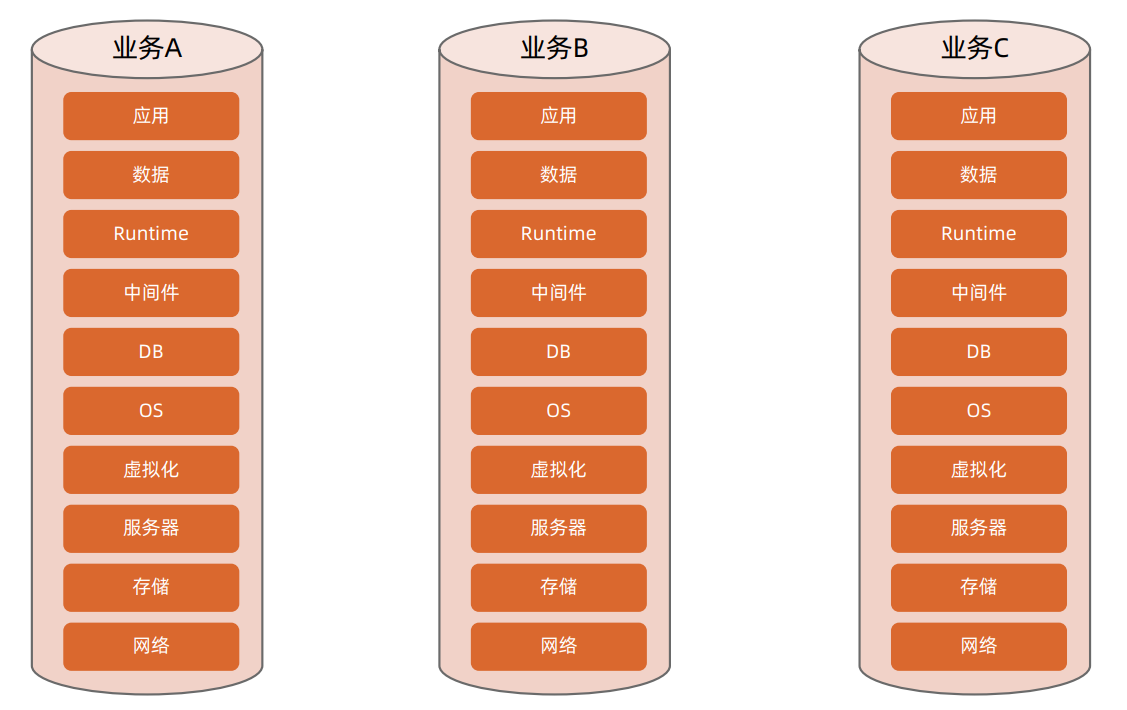 业务A
应用
数据
Runtime
中间件
DB
OS
虚拟化
服务器
存储
网络
业务B
应用
数据
Runtime
中间件
DB
OS
虚拟化
服务器
存储
网络
业务C
应用
数据
Runtime
中间件
DB
OS
虚拟化
服务器
存储
网络